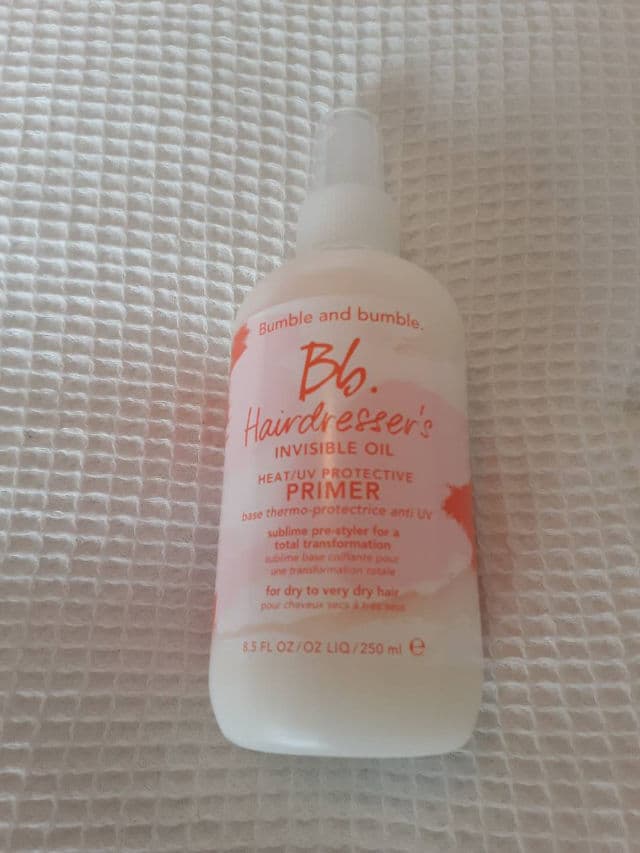 Bumble and bumble.
Bb.
Hairdresser's
INVISIBLE OIL
HEAT/UV PROTECTIVE
PRIMER
base thermo-protectrice anti UV
sublime pre-styler for a
total transformation
sublime base coiffante pour
une transformation totale
for dry to very dry hair
pour cheveux secs à très secs
8.5 FL OZ/OZ LIQ/250 ml e